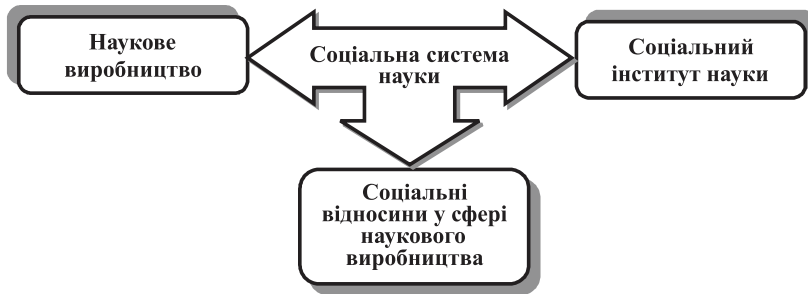 Наукове
виробництво
Соціальна система
науки
Соціальний
інститут науки
Соціальні
відносини у сфері
наукового
виробництва